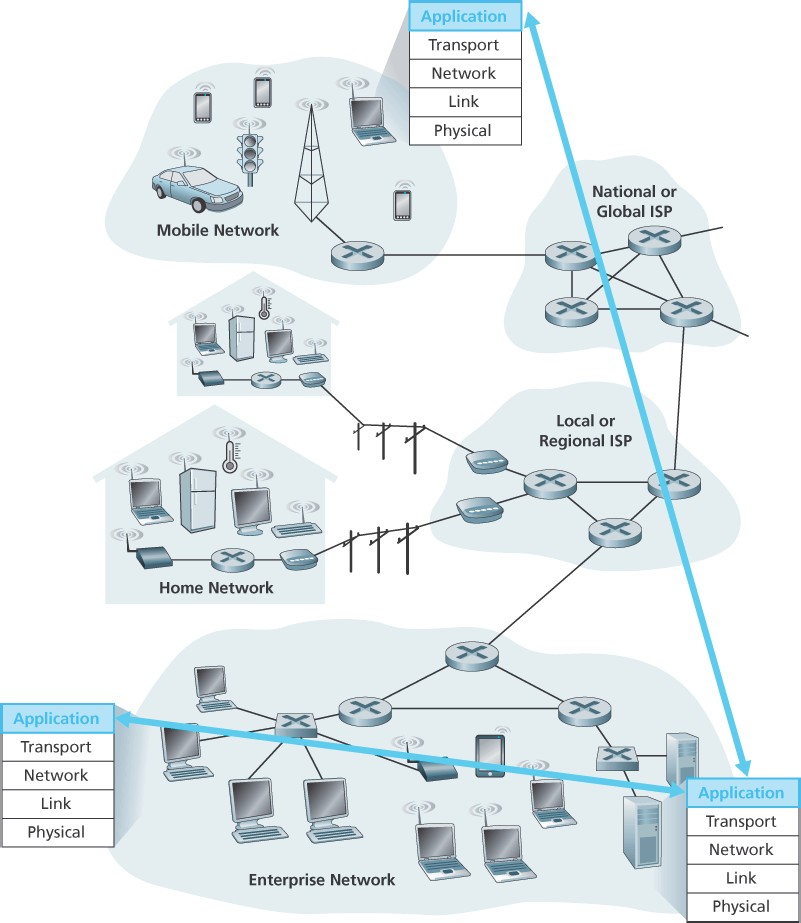 Application
Transport
Network
Link
Physical
National or
Global ISP
Mobile Network
Local or
Regional ISP
Home Network
Application
Transport
Network
Link
Physical
Application
Transport
Network
Link
Physical
Enterprise Network